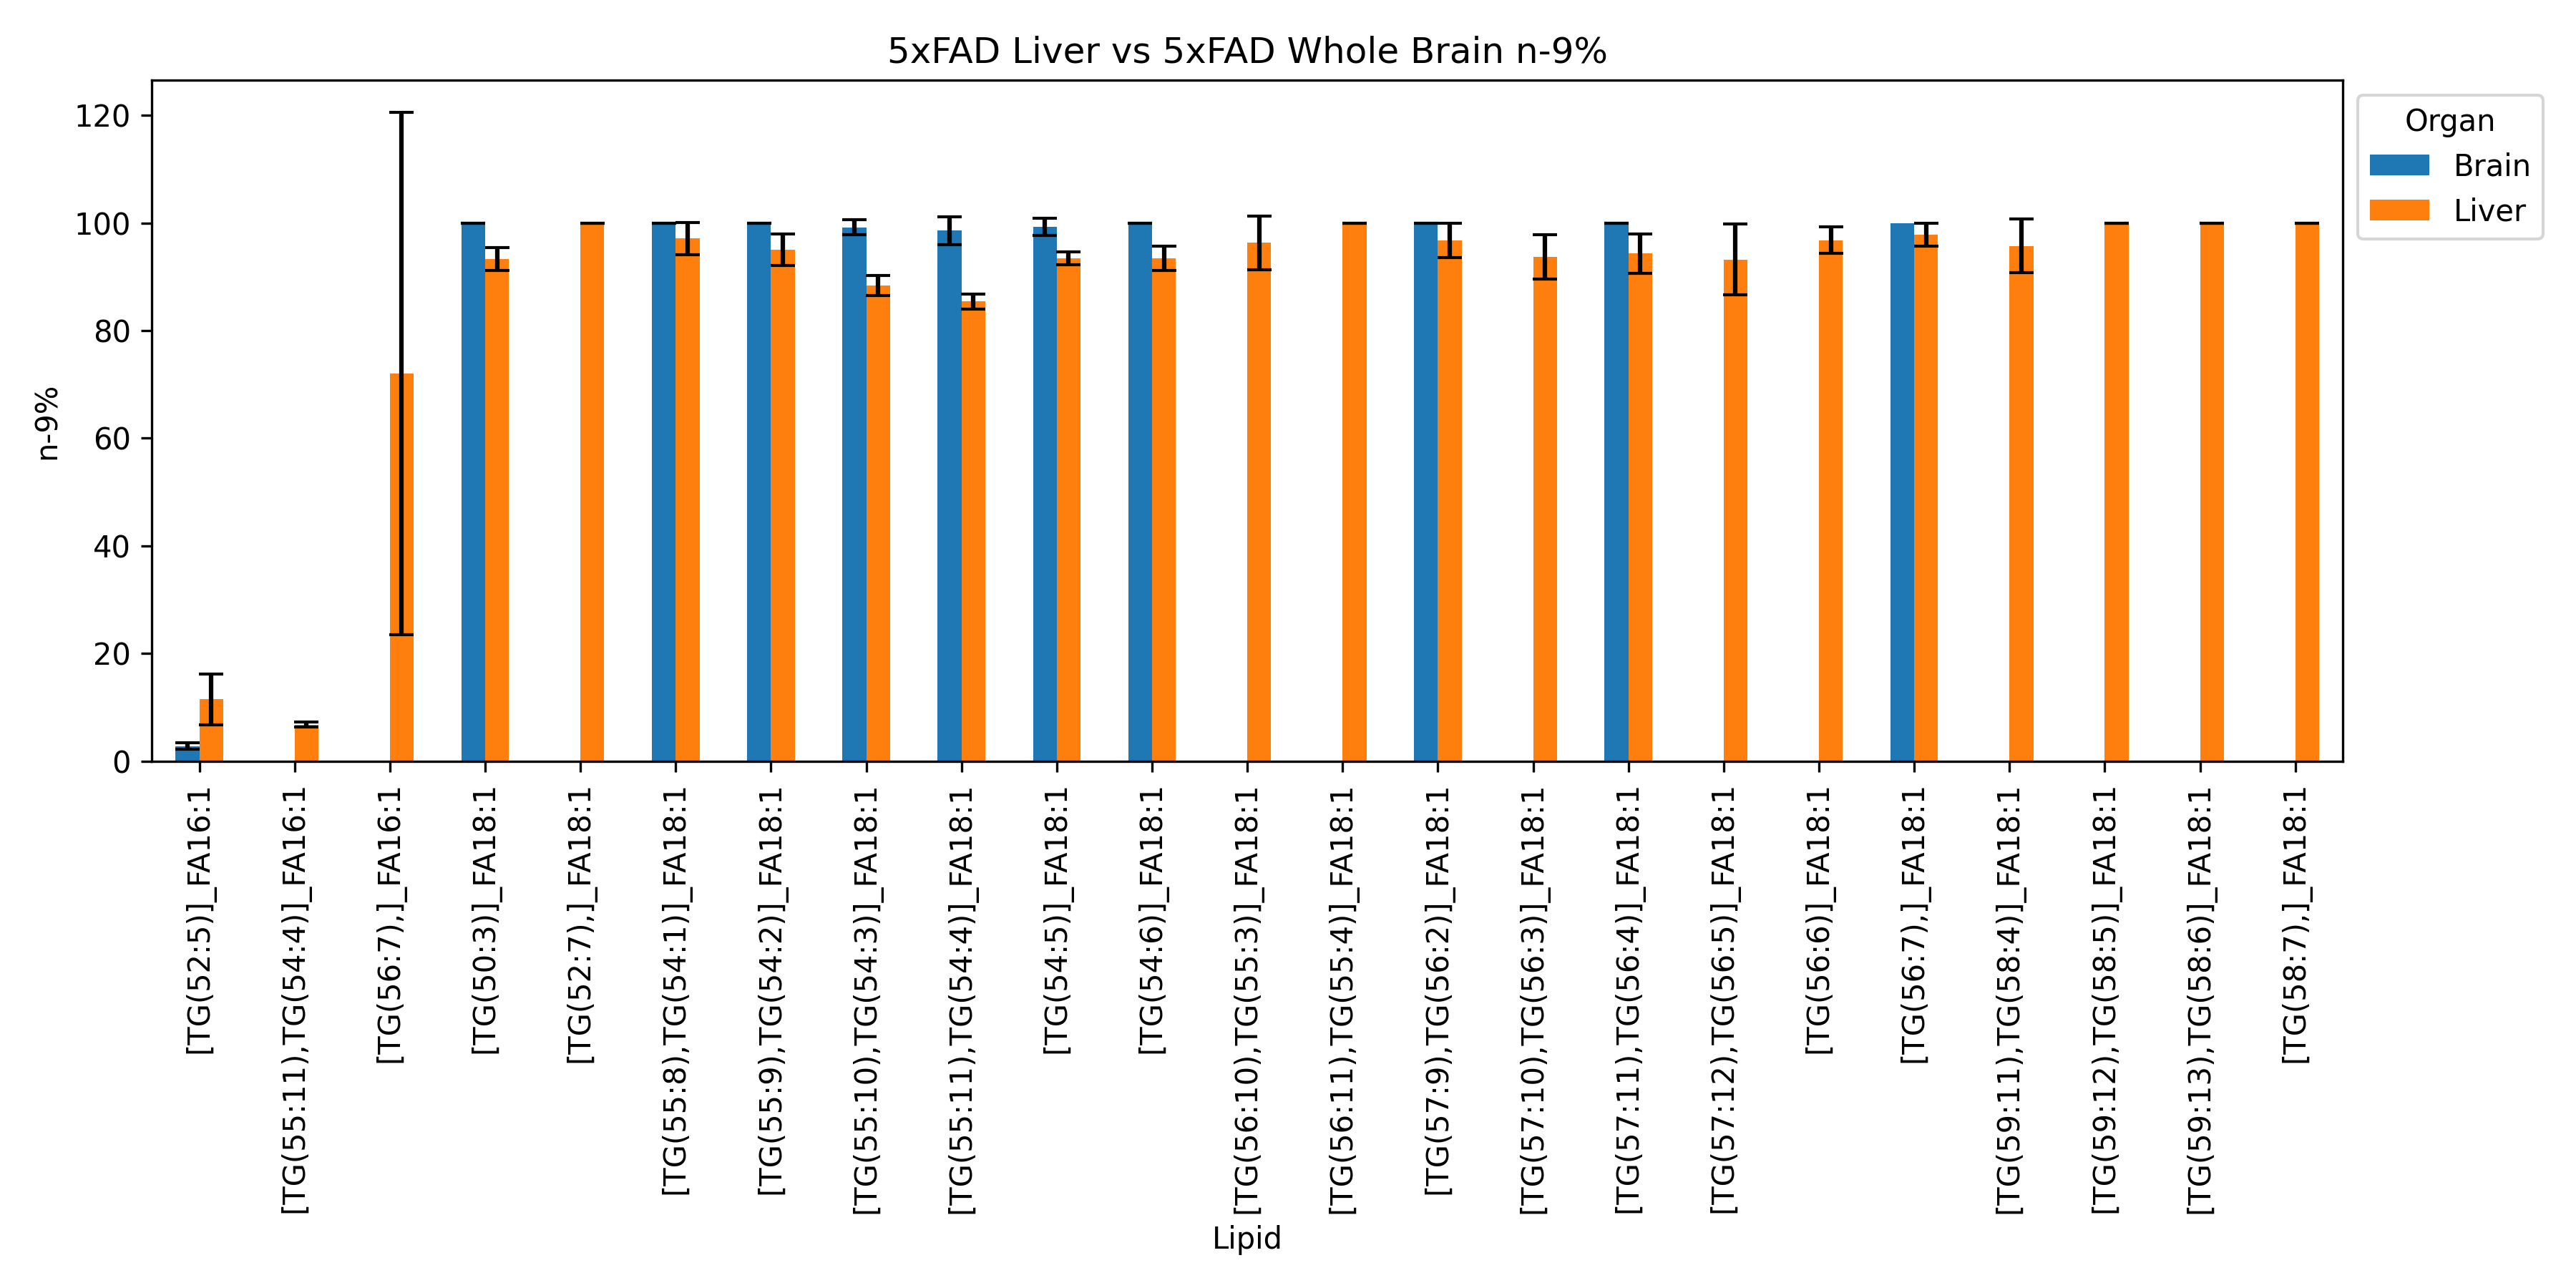 5xFAD Liver vs 5xFAD Whole Brain n-9%
Organ
Brain
Liver
n-9%
120
100
80
60
40
20
0
[TG(52:5)]_FA16:1
[TG(55:11),TG(54:4)]_FA16:1
[TG(56:7),]_FA16:1
[TG(50:3)]_FA18:1
[TG(52:7),]_FA18:1
[TG(55:8),TG(54:1)]_FA18:1
[TG(55:9),TG(54:2)]_FA18:1
[TG(55:10),TG(54:3)]_FA18:1
[TG(55:11),TG(54:4)]_FA18:1
[TG(54:5)]_FA18:1
[TG(54:6)]_FA18:1
[TG(56:10),TG(55:3)]_FA18:1
[TG(56:11),TG(55:4)]_FA18:1
[TG(57:9),TG(56:2)]_FA18:1
[TG(57:10),TG(56:3)]_FA18:1
[TG(57:11),TG(56:4)]_FA18:1
[TG(57:12),TG(56:5)]_FA18:1
[TG(56:6)]_FA18:1
[TG(56:7),]_FA18:1
[TG(59:11),TG(58:4)]_FA18:1
[TG(59:12),TG(58:5)]_FA18:1
[TG(59:13),TG(58:6)]_FA18:1
[TG(58:7),]_FA18:1
Lipid